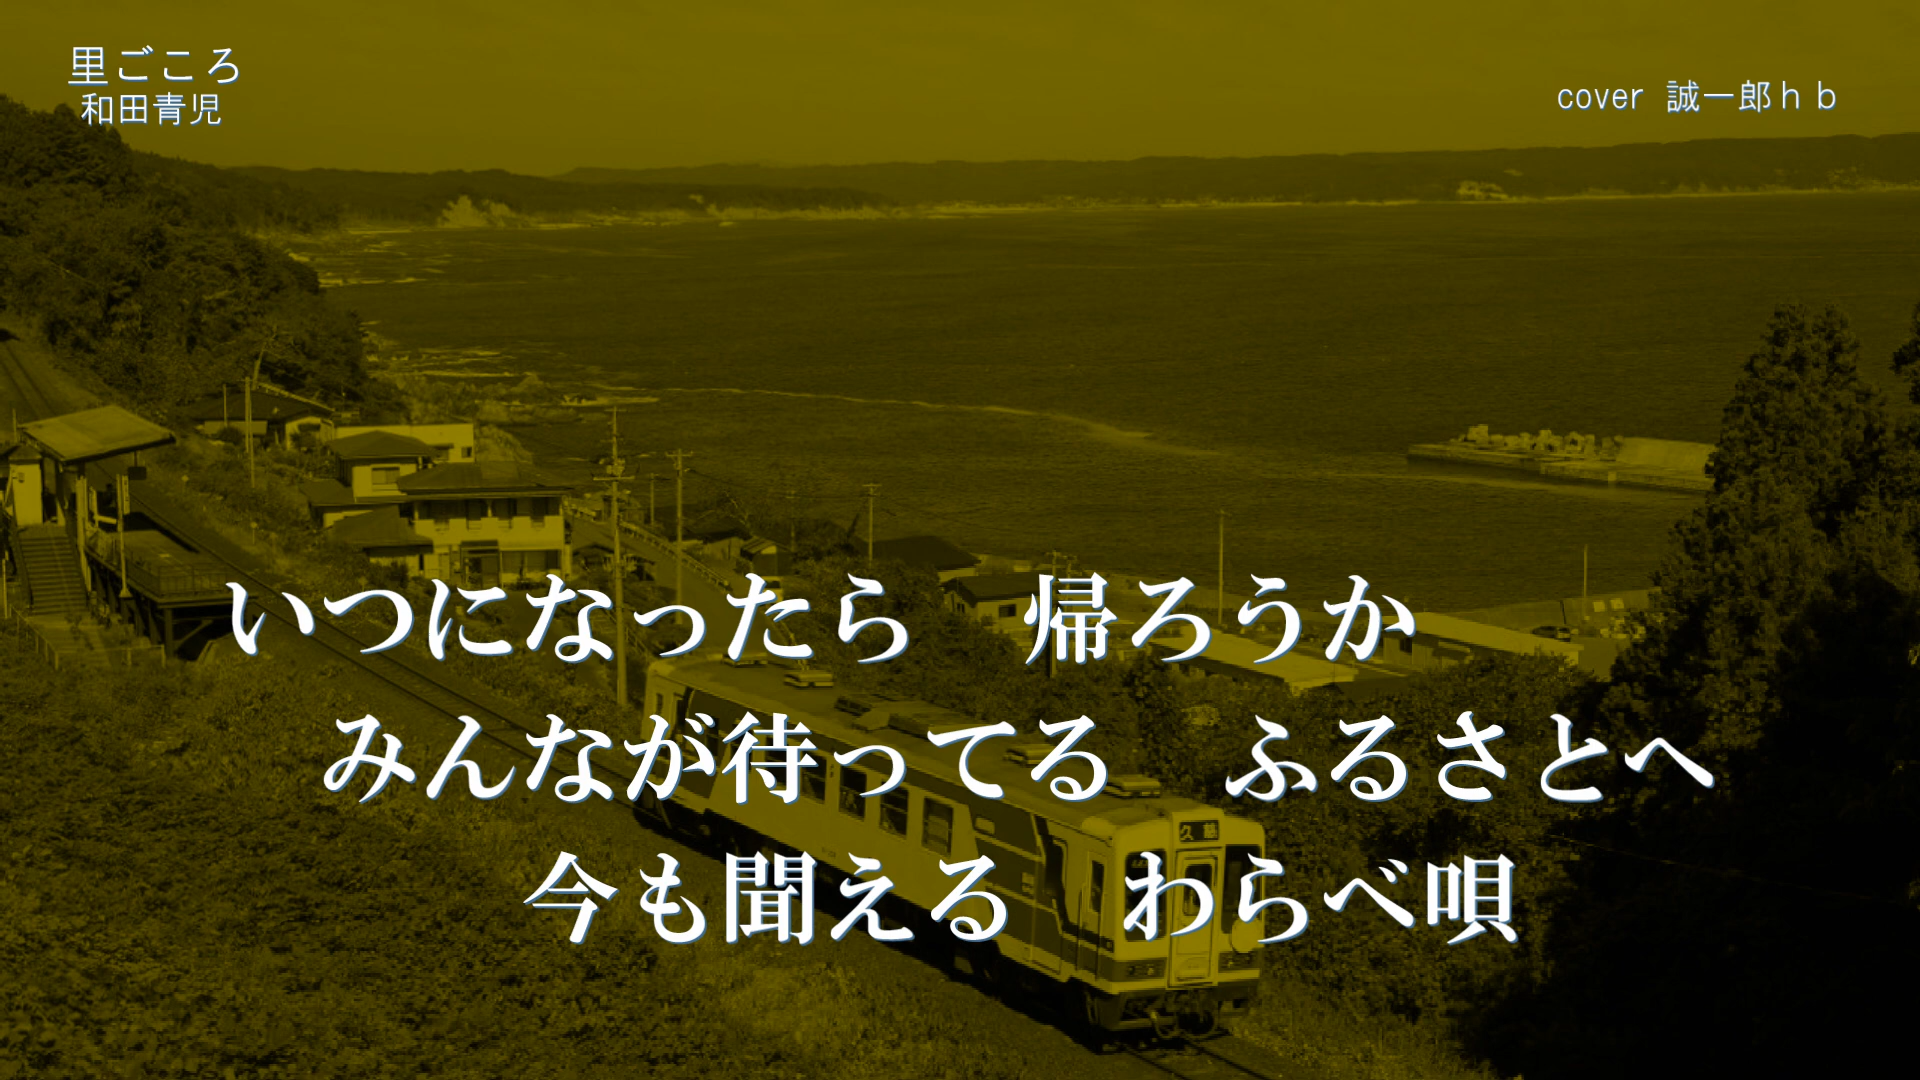 里ごころ
和田青児
cover 誠一郎ｈｂ
いつになったら　帰ろうか
みんなが待ってる　ふるさとへ
今も聞える　わらべ唄
久慈